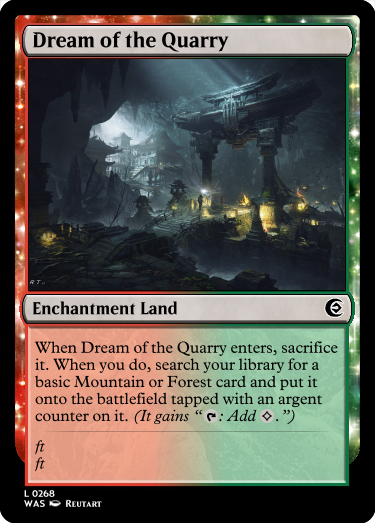 Dream of the Quarry
R T
Enchantment Land
When Dream of the Quarry enters, sacrifice
it. When you do, search your library for a
basic Mountain or Forest card and put it
onto the battlefield tapped with an argent
counter on it. (It gains “: Add .”)
ft
ft
L 0268
WAS Reutart